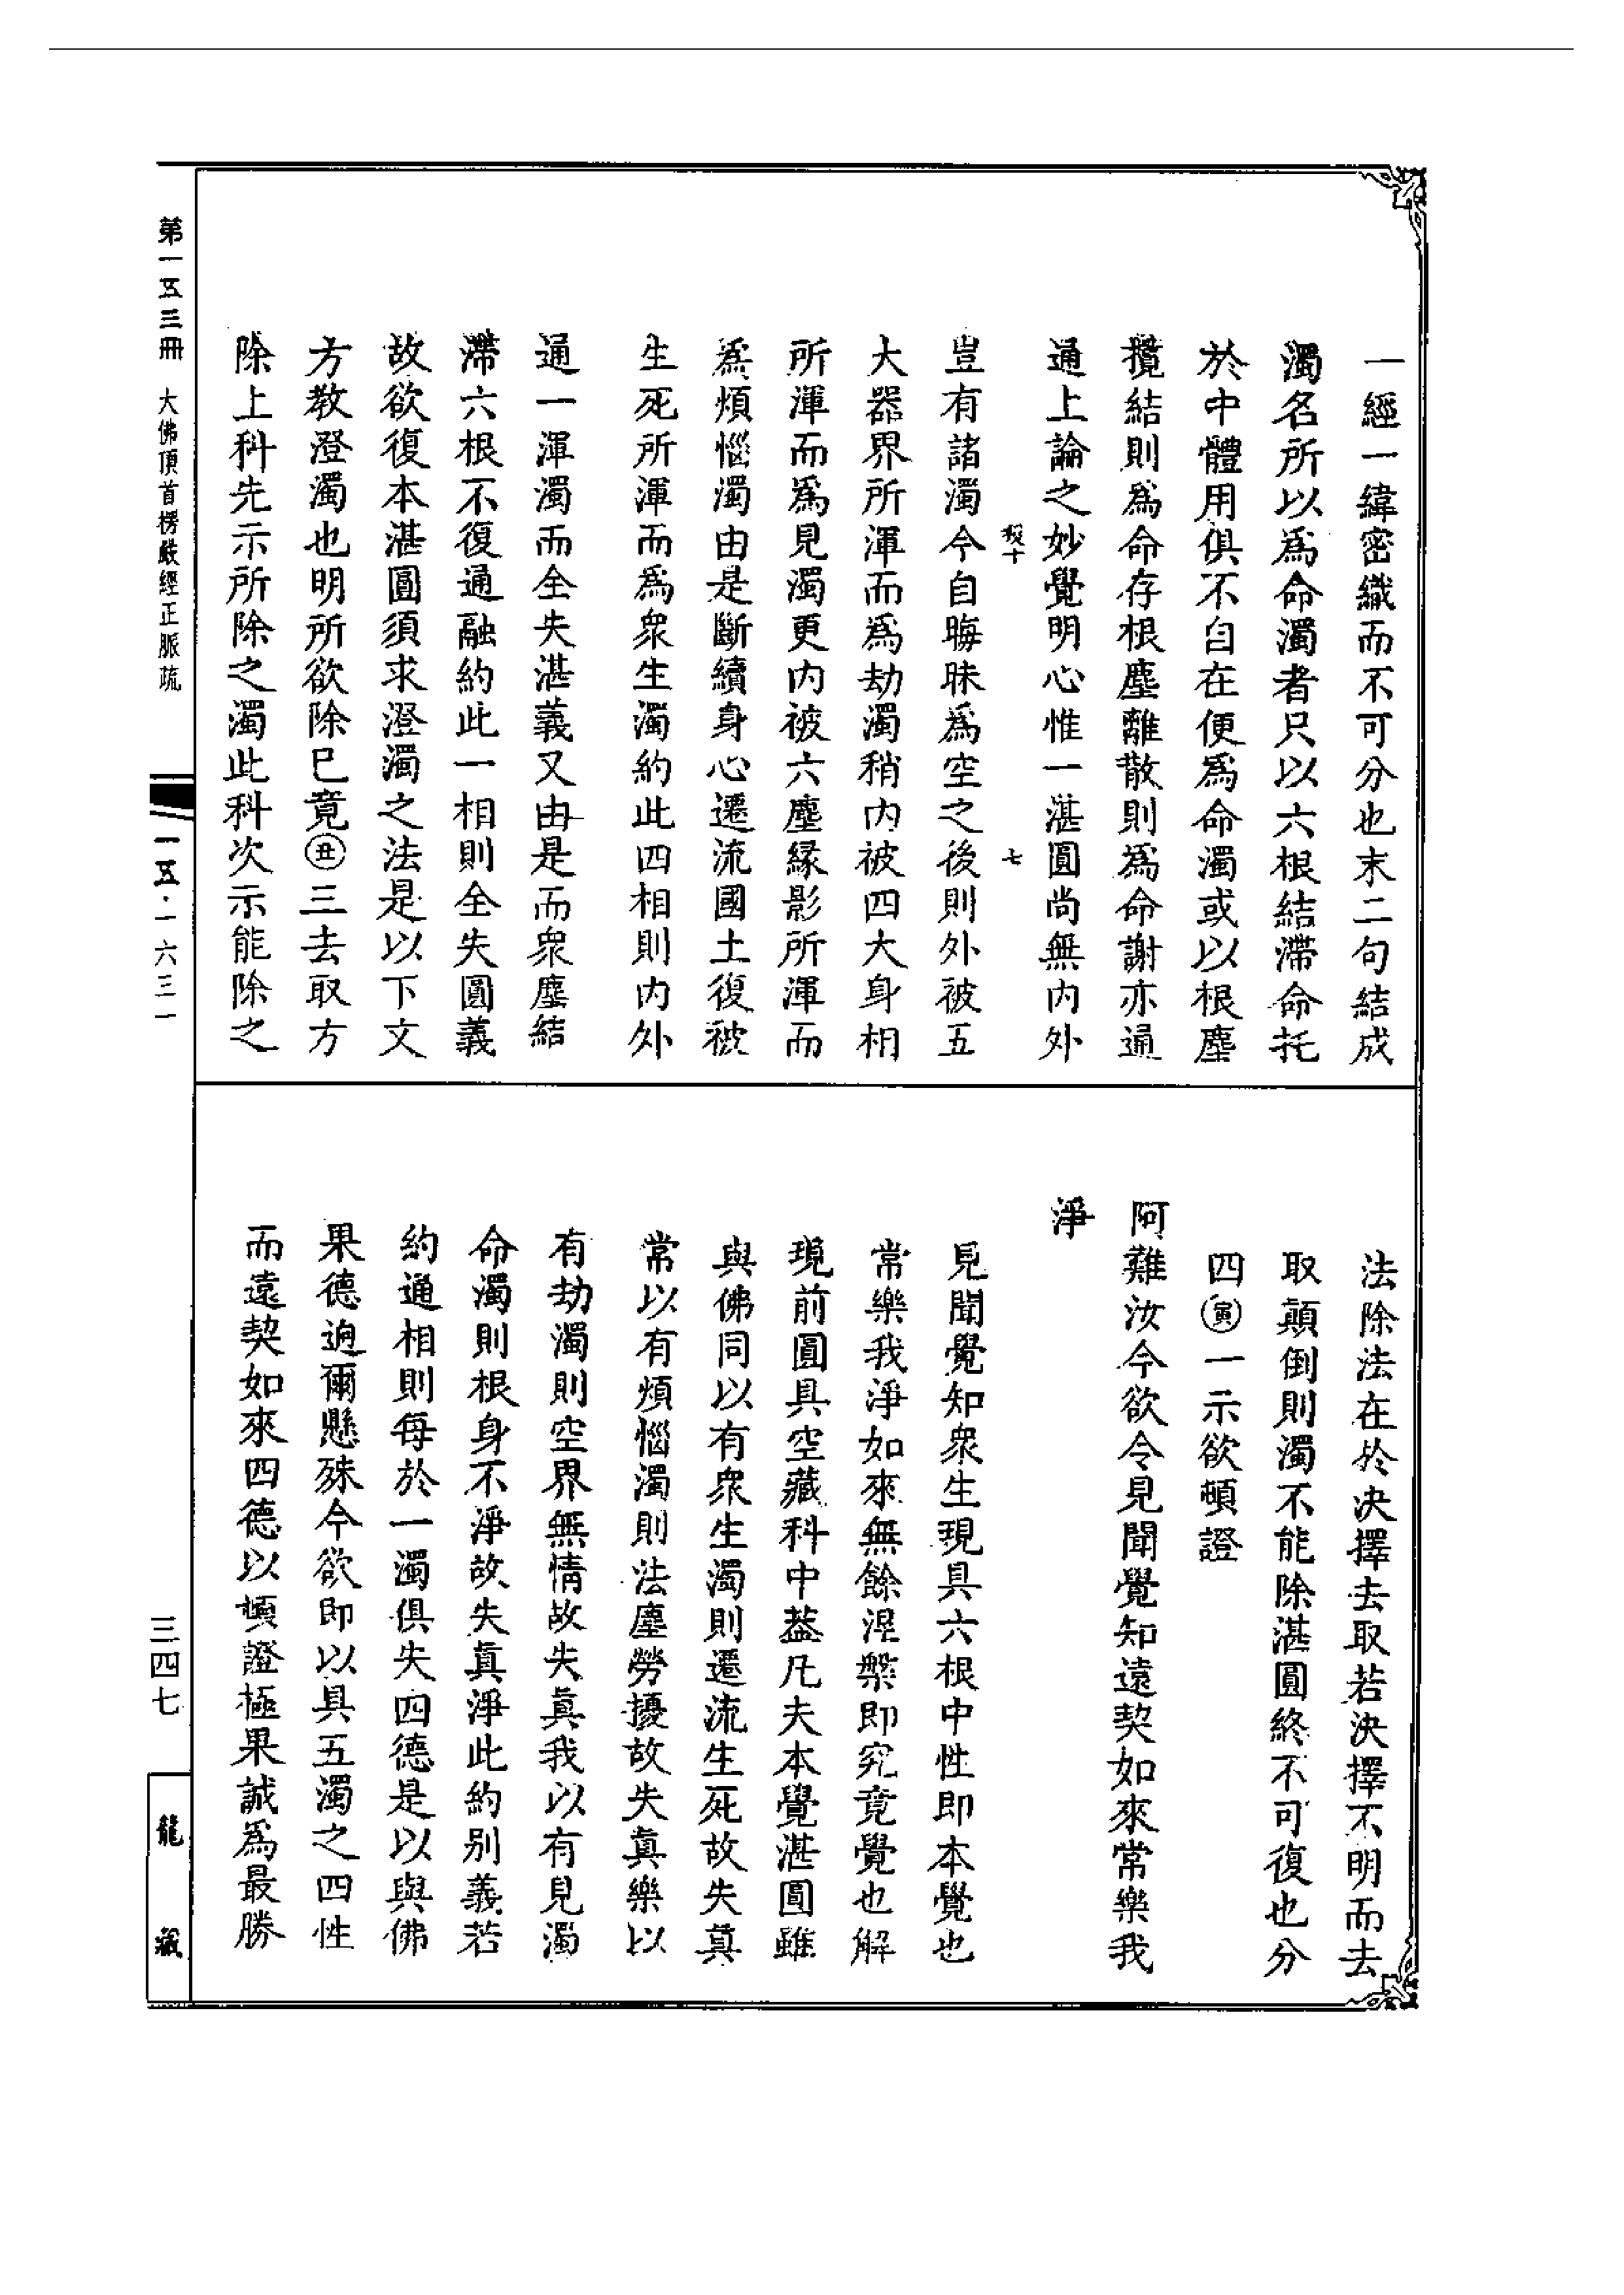 一經一緯密織而不可分也末二句結成
濁名所以爲命濁者只以六根結滯命托
於中體用俱不自在便爲命濁或以根塵
攬結則爲命存根塵離散則爲命謝亦通
通上論之妙覺明心惟一湛圓尚無内外
十 七
豈有諸濁今自晦昧爲空之後則外被五
大器界所渾而爲劫濁稍内被四大身相
所渾而爲見濁更内被六塵緣影所渾而
爲煩惱濁由是斷續身心遷流國土復被
生死所渾而爲衆生濁約此四相則内外
通一渾濁而全失湛義又由是而衆塵結
滯六根不復通融約此一相則全失圓義
故欲復本湛圓須求澄濁之法是以下文
方教澄濁也明所欲除巳竟㊄三去取方
除上科先示所除之濁此科次示能除之
法除法在於決擇去取若決擇不明而去
取顛倒則濁不能除湛圓終不可復也分
四寅一示欲頓證
阿難汝今欲令見聞覺知遠契如來常樂我
淨
見聞覺知衆生現具六根中性即本覺也
常樂我淨如來無餘涅槃即究竟覺也解
現前圓具空藏科中葢凡夫本覺湛圓雖
與佛同以有衆生濁則遷流生死故失真
常以有煩惱濁則法塵勞擾故失真樂以
有劫濁則空界無情故失真我以有見濁
命濁則根身不淨故失真淨此約别義若
約通相則每於一濁俱失四德是以與佛
果德逈爾懸殊今欲即以具五濁之四性
而遠契如來四德以頓證極果誠爲最勝
第一五三冊 大佛頂首楞嚴經正脈疏
一五·一六三一
三四七
龍藏